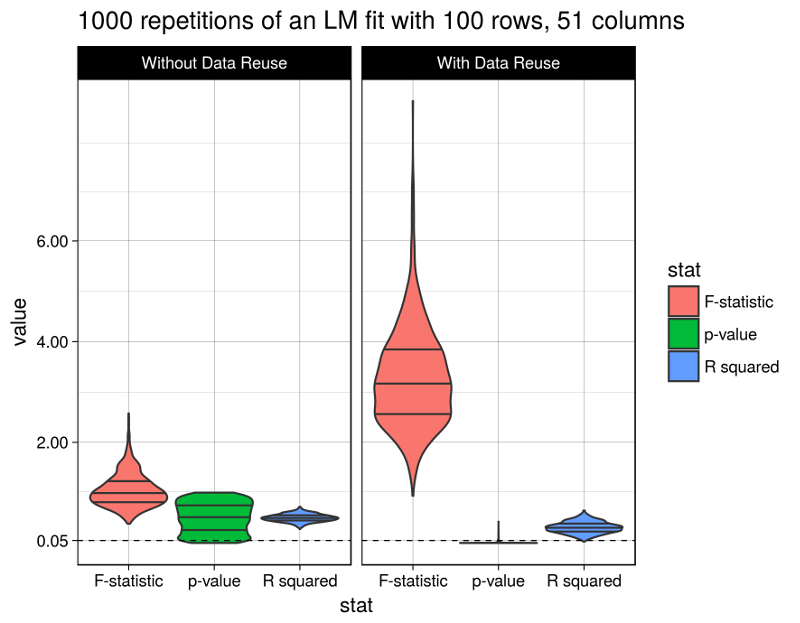 1000 repetitions of an LM fit with 100 rows, 51 columns
Without Data Reuse
With Data Reuse
value
6.00
4.00
2.00
0.05
F-statistic
p-value
R squared
F-statistic
p-value
R squared
stat
stat
F-statistic
p-value
R squared